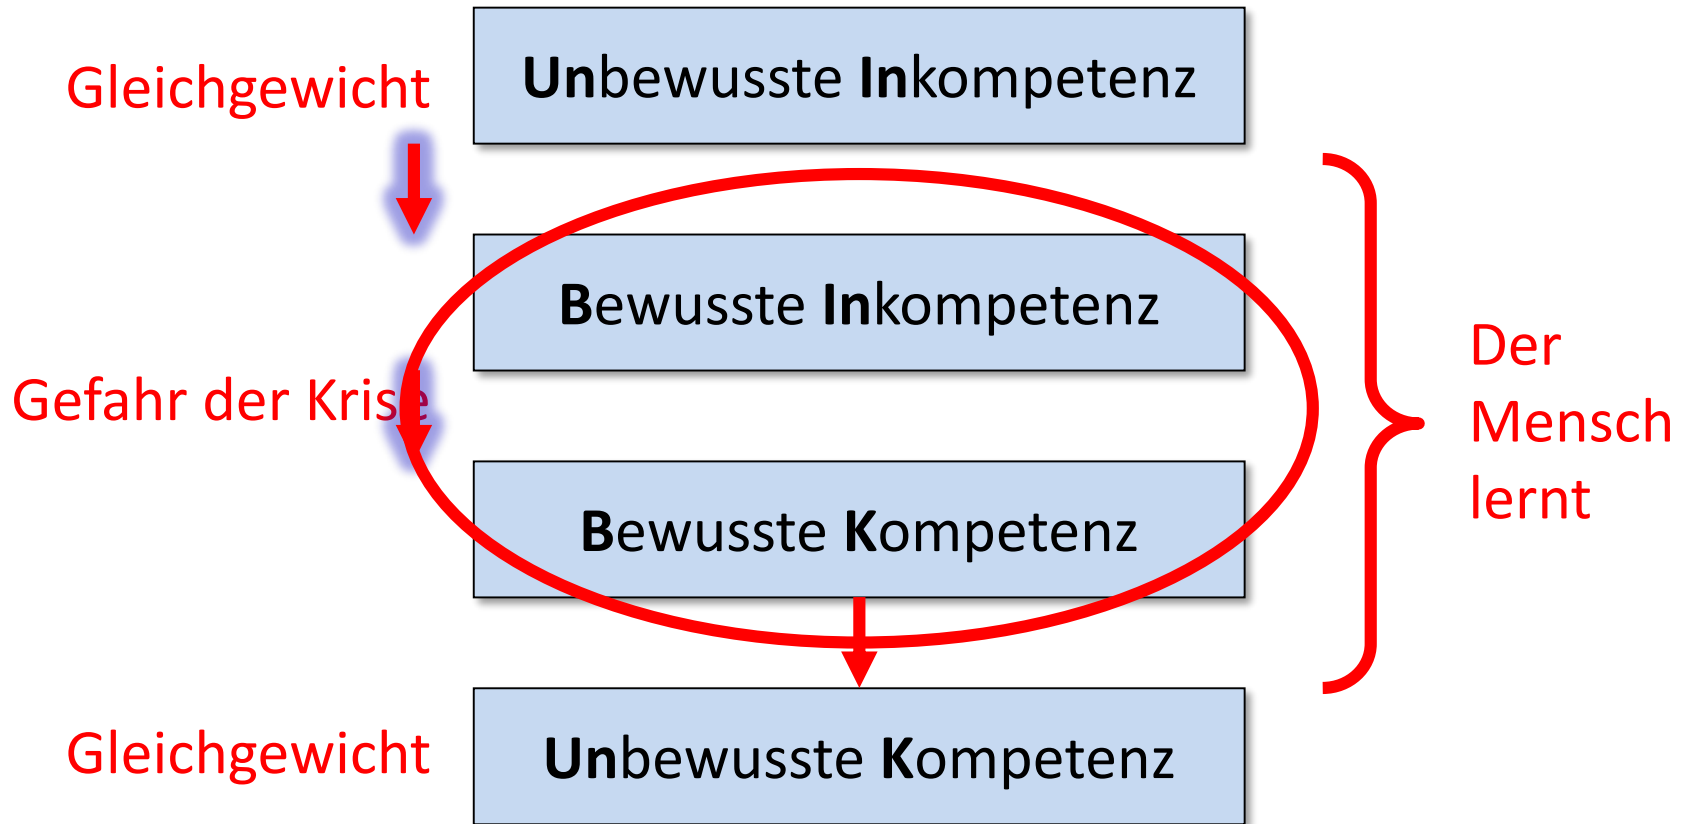 Gleichgewicht
Unbewusste Inkompetenz
Bewusste Inkompetenz
Gefahr der Krise
Bewusste Kompetenz
Gleichgewicht
Unbewusste Kompetenz
Der
Mensch
lernt